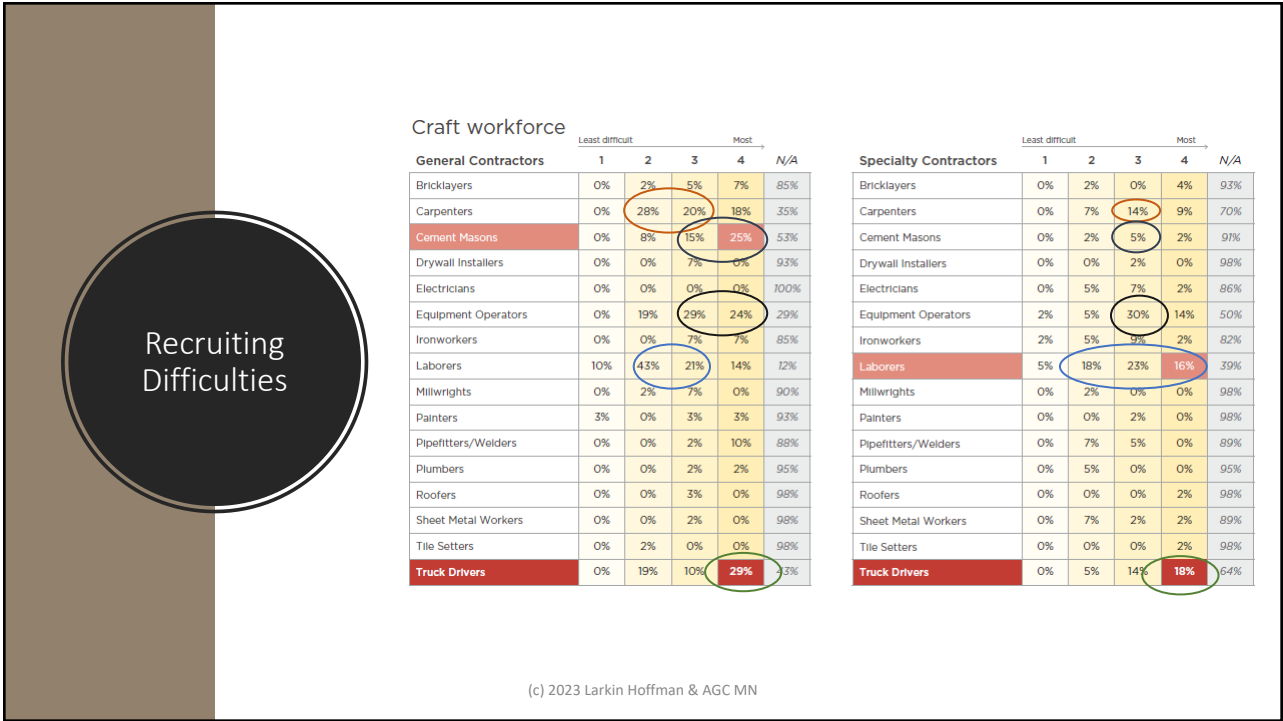 Recruiting
Difficulties
Craft workforce
Least difficult Most
General Contractors 1 2 3 4 N/A
Bricklayers 0% 2% 5% 7% 85%
Carpenters 0% 28% 20% 18% 35%
Cement Masons 0% 8% 15% 25% 53%
Drywall Installers 0% 0% 7% 0% 93%
Electricians 0% 0% 0% 0% 100%
Equipment Operators 0% 19% 29% 24% 29%
Ironworkers 0% 0% 7% 7% 85%
Laborers 10% 43% 21% 14% 12%
Millwrights 0% 2% 7% 0% 90%
Painters 3% 0% 3% 3% 93%
Pipefitters/Welders 0% 0% 2% 10% 88%
Plumbers 0% 0% 2% 2% 95%
Roofers 0% 0% 3% 0% 98%
Sheet Metal Workers 0% 0% 2% 0% 98%
Tile Setters 0% 2% 0% 0% 98%
Truck Drivers 0% 19% 10% 29% 43%
Least difficult Most
Specialty Contractors 1 2 3 4 N/A
Bricklayers 0% 2% 0% 4% 93%
Carpenters 0% 7% 14% 9% 70%
Cement Masons 0% 2% 5% 2% 91%
Drywall Installers 0% 0% 2% 0% 98%
Electricians 0% 5% 7% 2% 86%
Equipment Operators 2% 5% 30% 14% 50%
Ironworkers 2% 5% 9% 2% 82%
Laborers 5% 18% 23% 16% 39%
Millwrights 0% 2% 0% 0% 98%
Painters 0% 0% 2% 0% 98%
Pipefitters/Welders 0% 7% 5% 0% 89%
Plumbers 0% 5% 0% 0% 95%
Roofers 0% 0% 0% 2% 98%
Sheet Metal Workers 0% 7% 2% 2% 89%
Tile Setters 0% 0% 0% 2% 98%
Truck Drivers 0% 5% 14% 18% 64%
(c) 2023 Larkin Hoffman & AGC MN